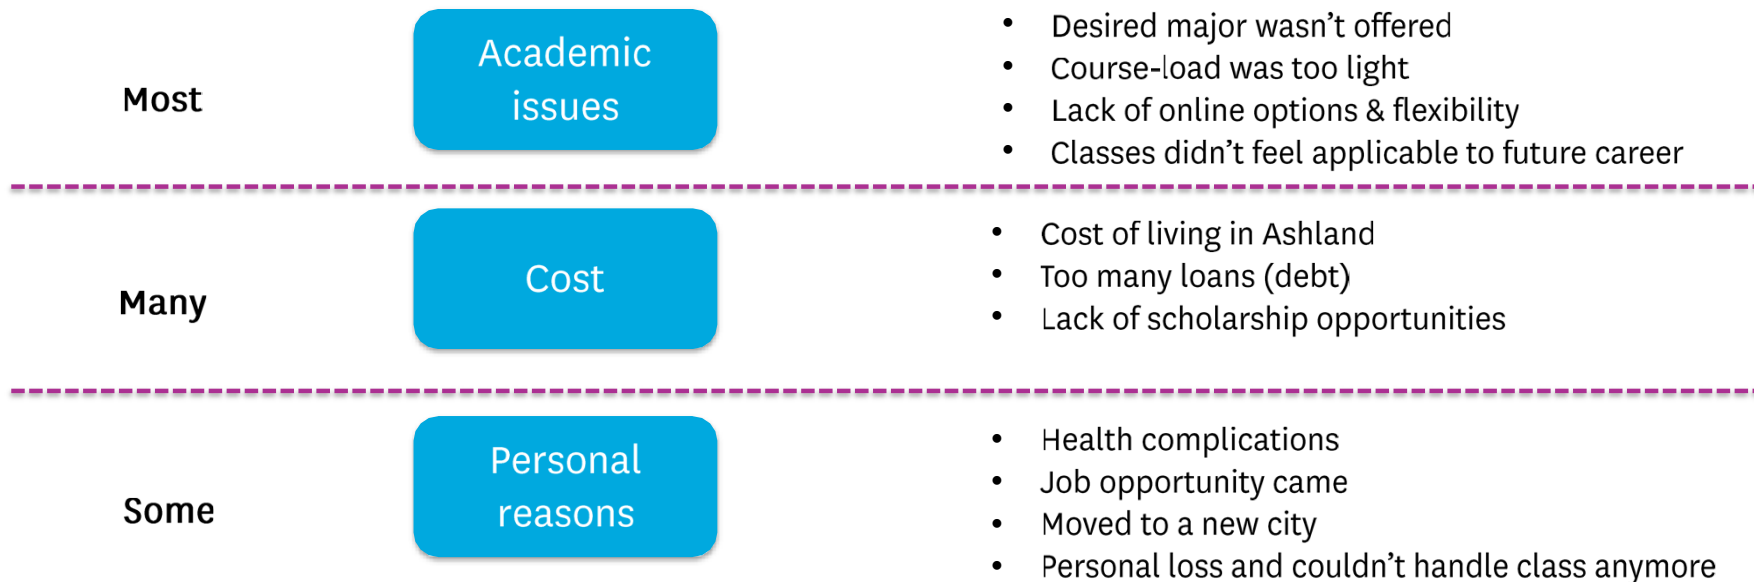 Most
Academic
issues
• Desired major wasn’t offered
• Course-load was too light
• Lack of online options & flexibility
• Classes didn’t feel applicable to future career
Many
Cost
• Cost of living in Ashland
• Too many loans (debt)
• Lack of scholarship opportunities
Some
Personal
reasons
• Health complications
• Job opportunity came
• Moved to a new city
• Personal loss and couldn’t handle class anymore